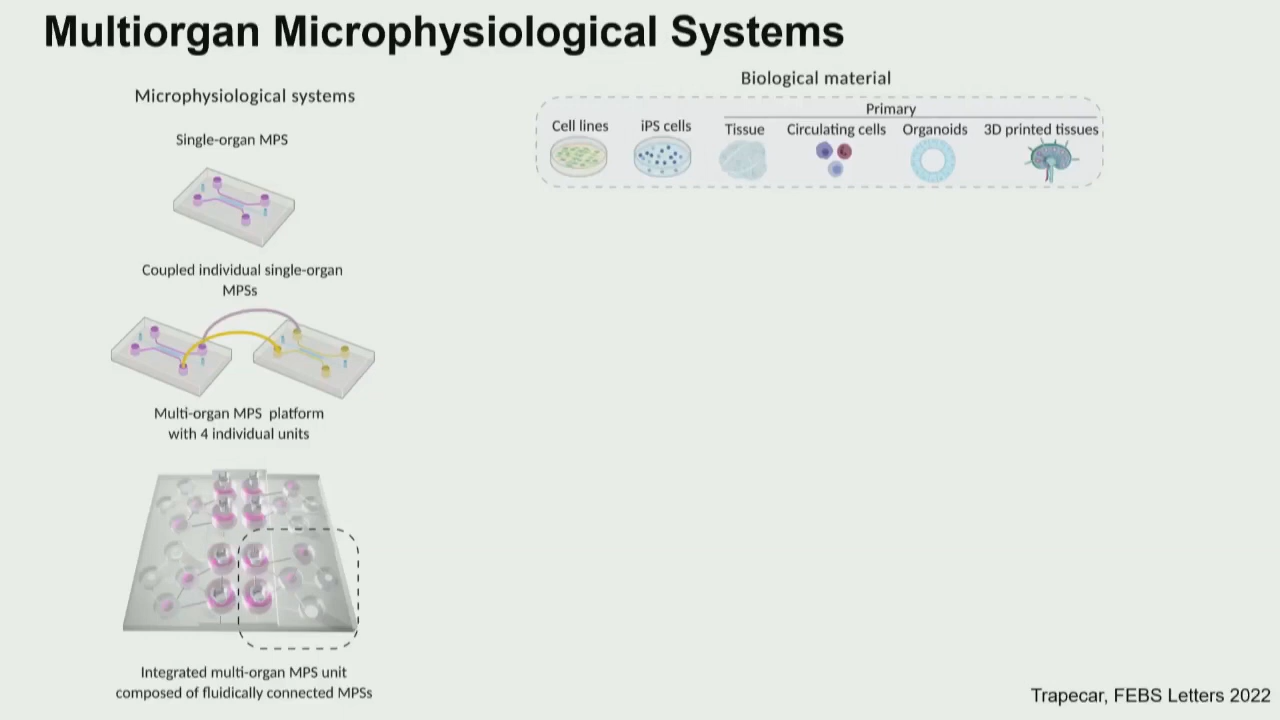 Multiorgan Microphysiological Systems
Microphysiological systems
Single-organ MPS
Coupled individual single-organ
MPSs
Multi-organ MPS platform
with 4 individual units
Integrated multi-organ MPS unit
composed of fluidically connected MPSs
Biological material
Primary
Cell lines iPS cells Tissue Circulating cells Organoids 3D printed tissues
Trapecar, FEBS Letters 2022